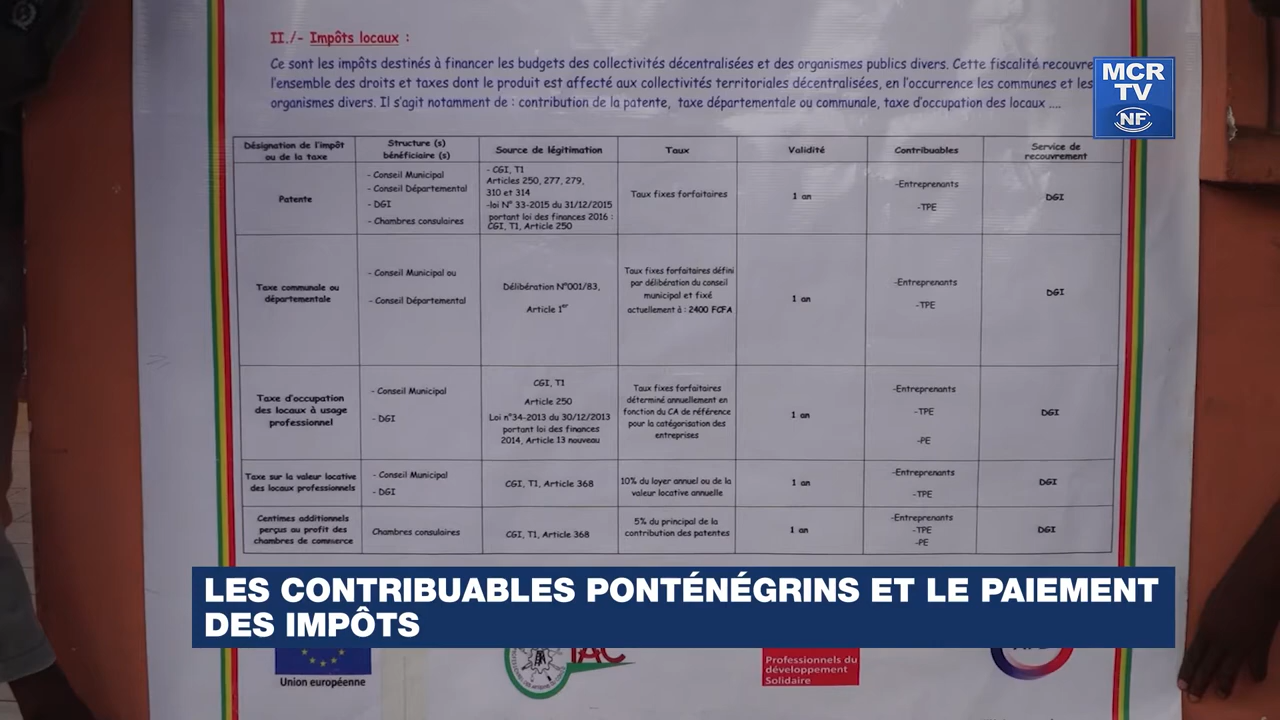 II./- Impôts locaux :
Ce sont les impôts destinés à financer les budgets des collectivités décentralisées et des organismes publics divers. Cette fiscalité recouvre
l'ensemble des droits et taxes dont le produit est affecté aux collectivités territoriales décentralisées, en l'occurrence les communes et les
organismes divers. Il s'agit notamment de : contribution de la patente, taxe départementale ou communale, taxe d'occupation des locaux ....
MCR
TV
NF
Désignation de l'impôt
ou de la taxe
Structure (s)
bénéficiaire (s)
Source de légitimation
Taux
Validité
Contribuables
Service de
recouvrement
Patente
- Conseil Municipal
- Conseil Départemental
- DGI
- Chambres consulaires
- CGI, T1
Articles 250, 277, 279,
310 et 314
-loi N° 33-2015 du 31/12/2015
portant loi des finances 2016 :
CGI, T1, Article 250
Taux fixes forfaitaires
1 an
-Entreprenants
-TPE
DGI
Taxe communale ou
départementale
- Conseil Municipal ou
- Conseil Départemental
Délibération N°001/83,
Article 1er
Taux fixes forfaitaires défini
par délibération du conseil
municipal et fixé
actuellement à : 2400 FCFA
1 an
-Entreprenants
-TPE
DGI
Taxe d'occupation
des locaux à usage
professionnel
- Conseil Municipal
- DGI
CGI, T1
Article 250
Loi n°34-2013 du 30/12/2013
portant loi des finances
2014, Article 13 nouveau
Taux fixes forfaitaires
déterminé annuellement en
fonction du CA de référence
pour la catégorisation des
entreprises
1 an
-Entreprenants
-TPE
-PE
DGI
Taxe sur la valeur locative
des locaux professionnels
- Conseil Municipal
- DGI
CGI, T1, Article 368
10% du loyer annuel ou de la
valeur locative annuelle
1 an
-Entreprenants
-TPE
DGI
Centimes additionnels
perçus au profit des
chambres de commerce
Chambres consulaires
CGI, T1, Article 368
5% du principal de la
contribution des patentes
1 an
-Entreprenants
-TPE
-PE
DGI
LES CONTRIBUABLES PONTÉNÉGRINS ET LE PAIEMENT
DES IMPÔTS
Union européenne
Professionnels du
développement
Solidaire